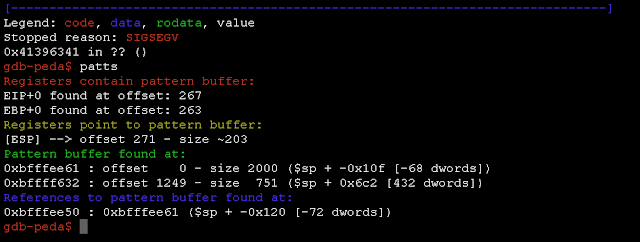 [------------------------------------------------------------------------------]
Legend: code, data, rodata, value
Stopped reason: SIGSEGV
0x41396341 in ?? ()
gdb-peda$ patts
Registers contain pattern buffer:
EIP+0 found at offset: 267
EBP+0 found at offset: 263
Registers point to pattern buffer:
[ESP] --> offset 271 - size ~203
Pattern buffer found at:
0xbfffee61 : offset    0 - size 2000 ($sp + -0x10f [-68 dwords])
0xbffff632 : offset 1249 - size  751 ($sp + 0x6c2 [432 dwords])
References to pattern buffer found at:
0xbfffee50 : 0xbfffee61 ($sp + -0x120 [-72 dwords])
gdb-peda$